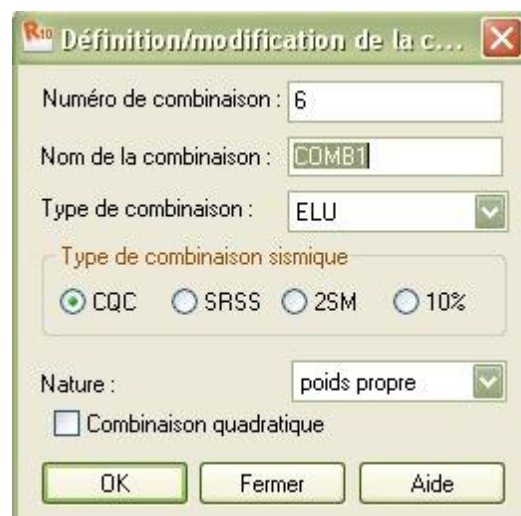 R10 Définition/modification de la c...
Numéro de combinaison : 6
Nom de la combinaison : COMB1
Type de combinaison : ELU
Type de combinaison sismique
CQC SRSS 2SM 10%
Nature : poids propre
Combinaison quadratique
OK Fermer Aide